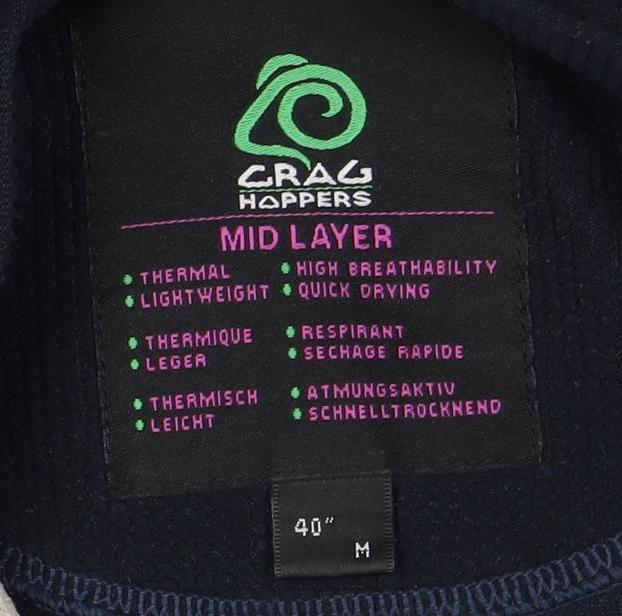 CRAG
HOPPERS
MID LAYER
THERMAL HIGH BREATHABILITY
LIGHTWEIGHT QUICK DRYING
THERMIQUE RESPIRANT
LEGER SECHAGE RAPIDE
THERMISCH ATMUNGSAKTIV
LEICHT SCHNELLTROCKNEND
40"
M